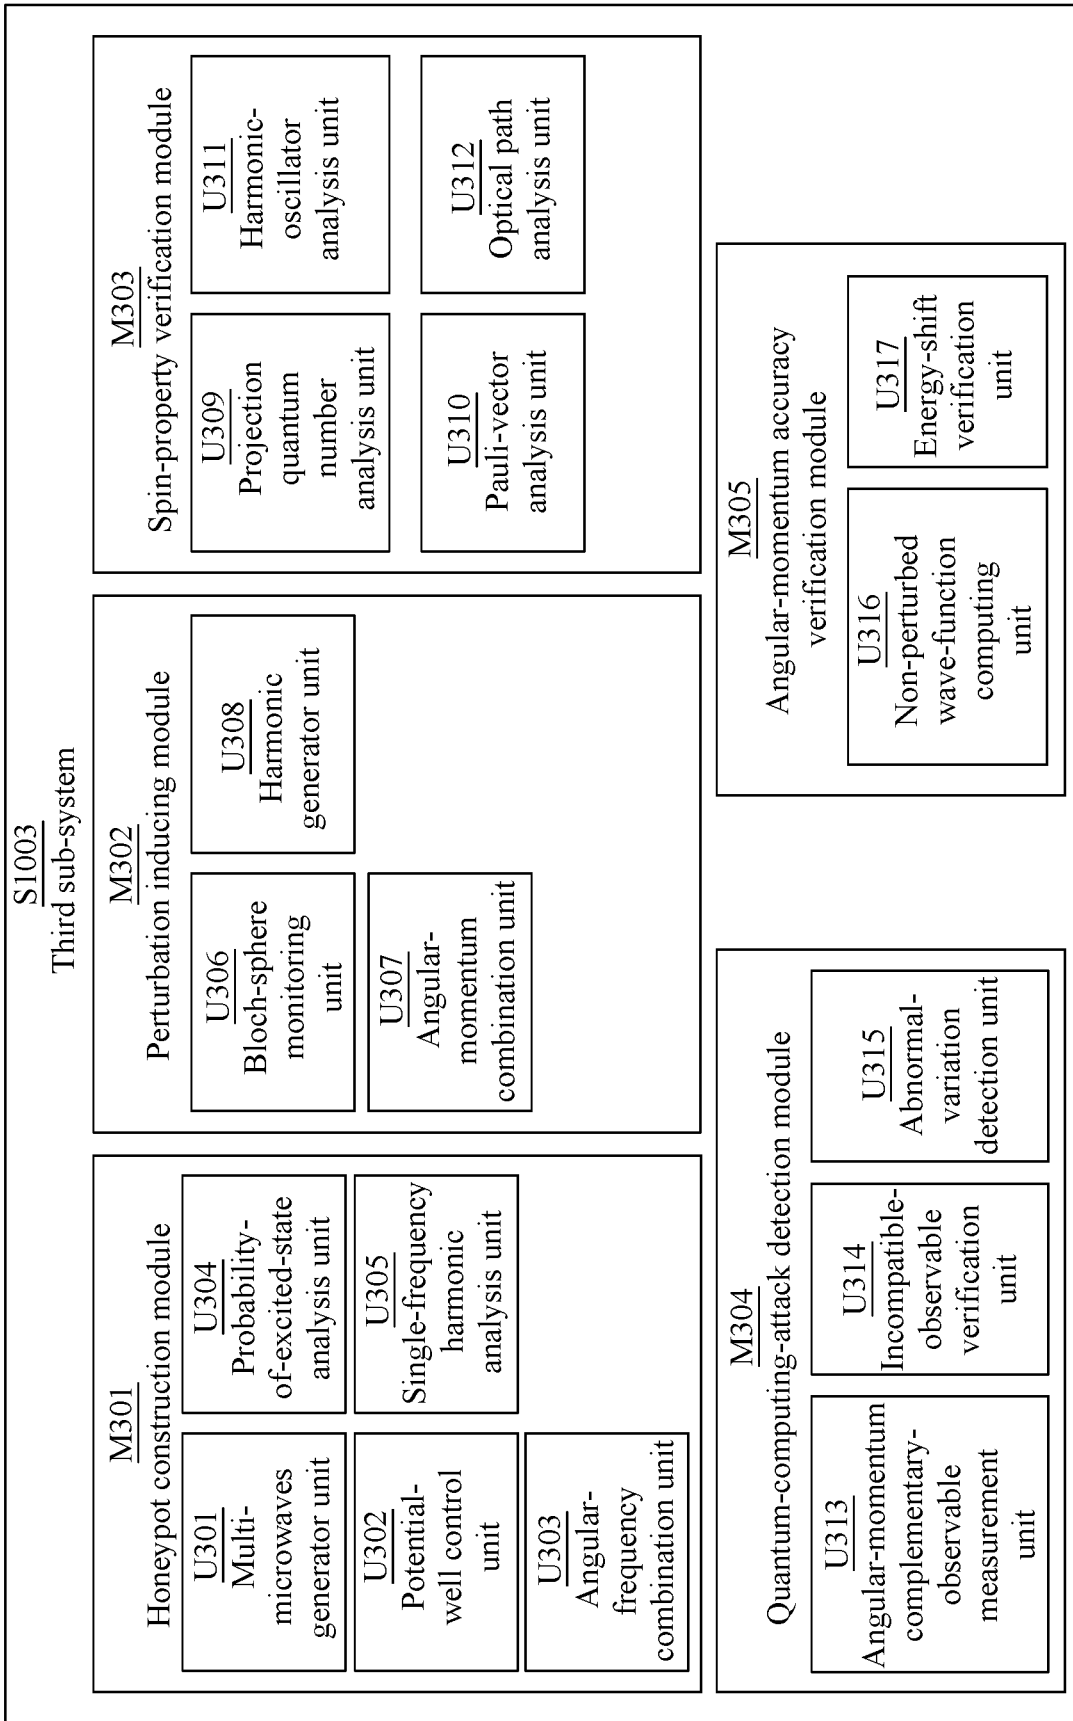 S1003
Third sub-system
M301
Honeypot construction module
U301
Multi-
microwaves
generator unit
U304
Probability-
of-excited-state
analysis unit
U302
Potential-
well control
unit
U305
Single-frequency
harmonic
analysis unit
U303
Angular-
frequency
combination unit
M302
Perturbation inducing module
U306
Bloch-sphere
monitoring
unit
U308
Harmonic
generator unit
U307
Angular-
momentum
combination unit
M303
Spin-property verification module
U309
Projection
quantum
number
analysis unit
U311
Harmonic-
oscillator
analysis unit
U310
Pauli-vector
analysis unit
U312
Optical path
analysis unit
M304
Quantum-computing-attack detection module
U313
Angular-momentum
complementary-
observable
measurement
unit
U314
Incompatible-
observable
verification
unit
U315
Abnormal-
variation
detection unit
M305
Angular-momentum accuracy
verification module
U316
Non-perturbed
wave-function
computing
unit
U317
Energy-shift
verification
unit